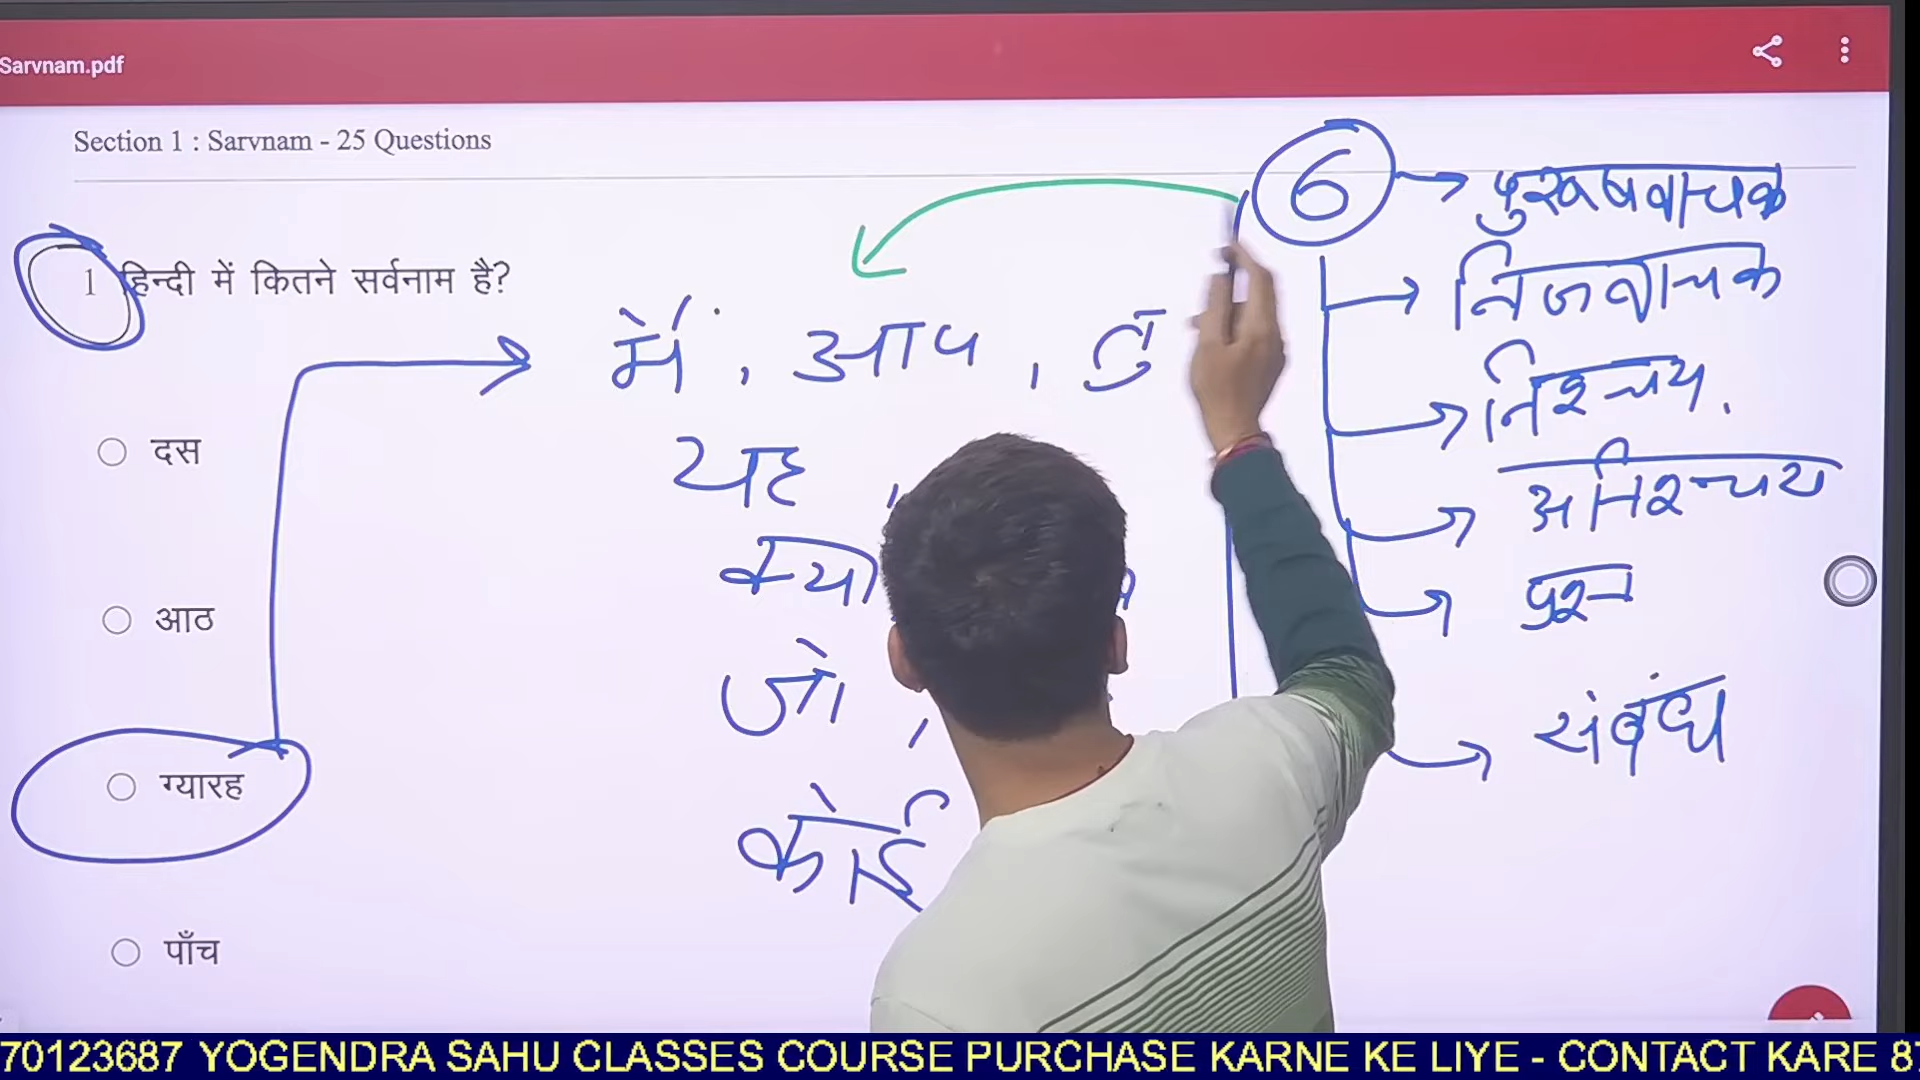 Sarvnam.pdf
Section 1 : Sarvnam - 25 Questions
1 हिन्दी में कितने सर्वनाम है?
दस
आठ
ग्यारह
पाँच
में, आप, तु
यह ,
क्या
जो ,
कोई
6 → पुरुषवाचक
निजवाचक
निश्चय.
अनिश्चय
प्रश्न
संबंध
70123687 YOGENDRA SAHU CLASSES COURSE PURCHASE KARNE KE LIYE - CONTACT KARE 87